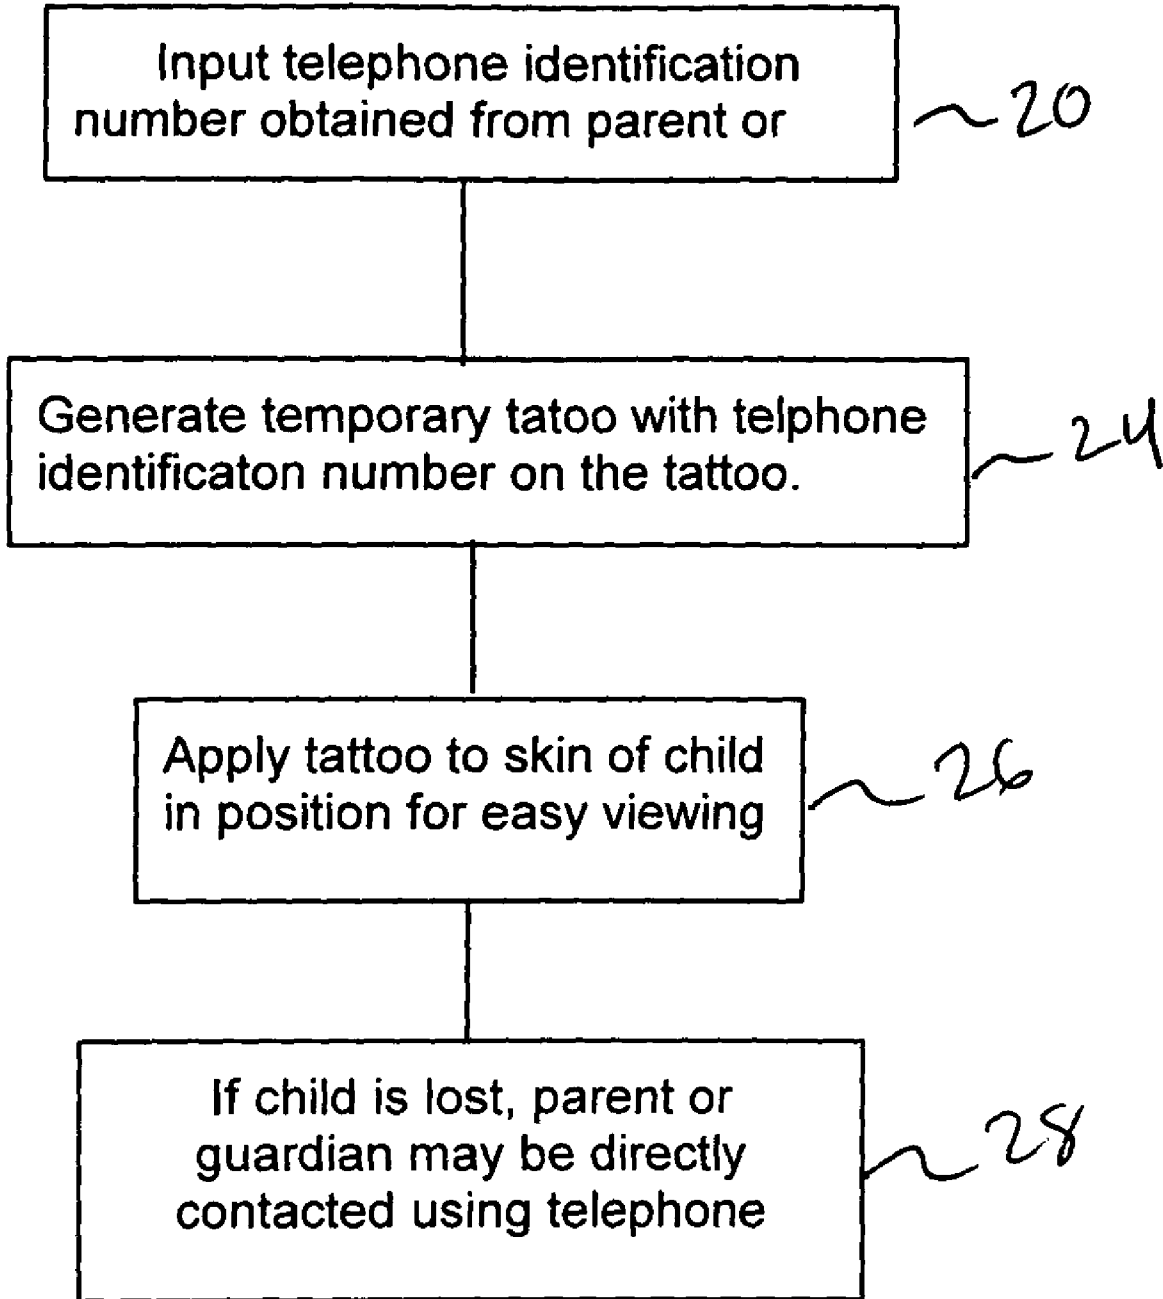 Input telephone identification
number obtained from parent or
20
Generate temporary tatoo with telphone
identificaton number on the tattoo.
24
Apply tattoo to skin of child
in position for easy viewing
26
If child is lost, parent or
guardian may be directly
contacted using telephone
28